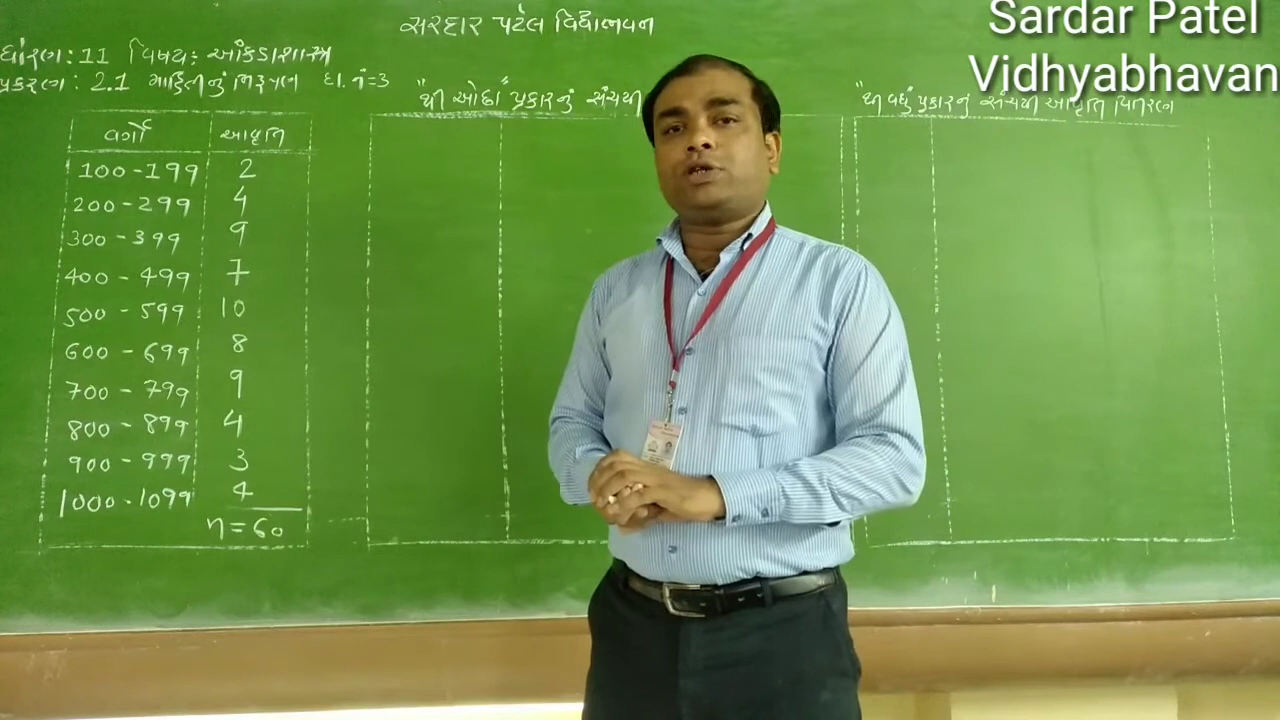 સરદાર પટેલ વિદ્યાભવન
Sardar Patel
Vidhyabhavan
ધોરણ : 11 વિષય : આંકડાશાસ્ત્ર
પ્રકરણ : 2.1 માહિતીનું નિરૂપણ દા. નં = 3
"થી ઓછા" પ્રકારનું સંચયી
"થી વધુ પ્રકારનું સંચયી આવૃત્તિ વિતરણ
વર્ગો આવૃત્તિ
100 - 199 2
200 - 299 4
300 - 399 9
400 - 499 7
500 - 599 10
600 - 699 8
700 - 799 9
800 - 899 4
900 - 999 3
1000 - 1099 4
n = 60